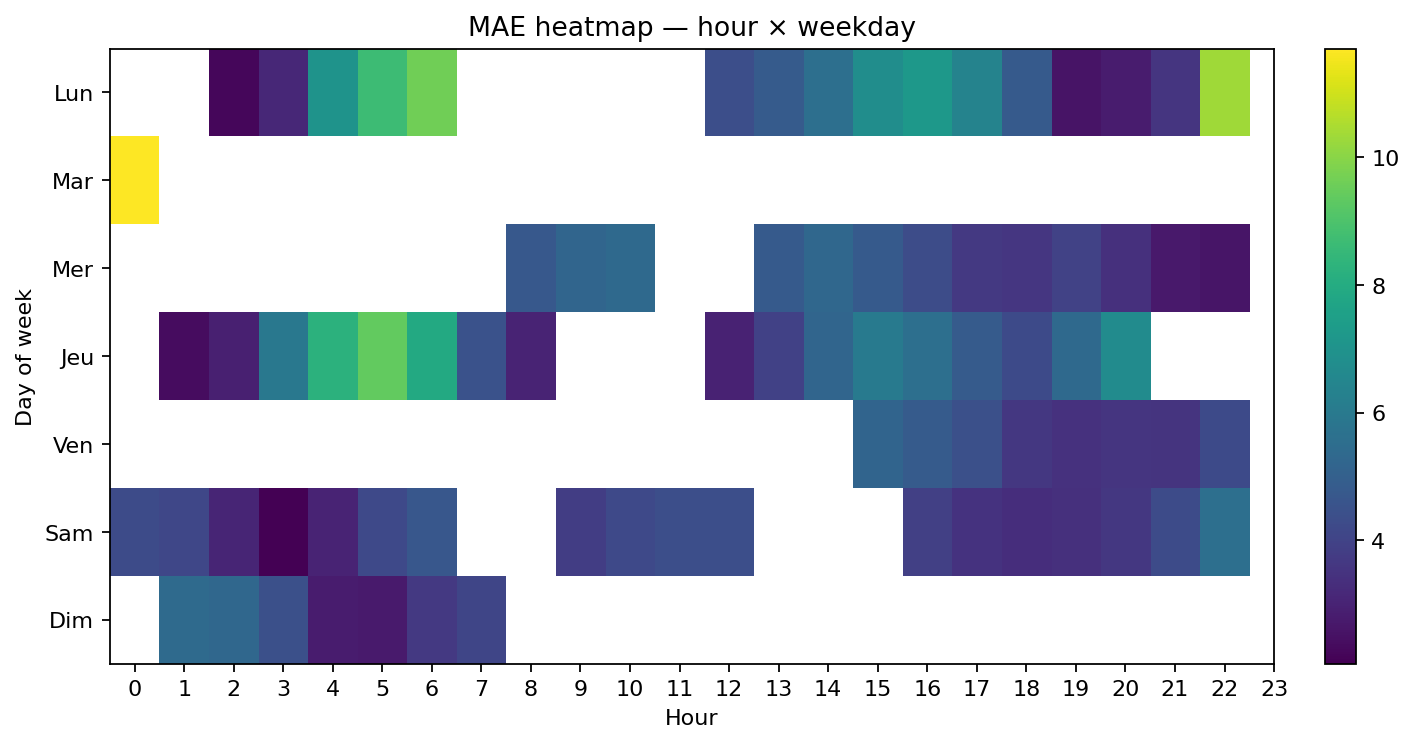 MAE heatmap — hour × weekday
Day of week
Lun
Mar
Mer
Jeu
Ven
Sam
Dim
0 1 2 3 4 5 6 7 8 9 10 11 12 13 14 15 16 17 18 19 20 21 22 23
Hour
10
8
6
4